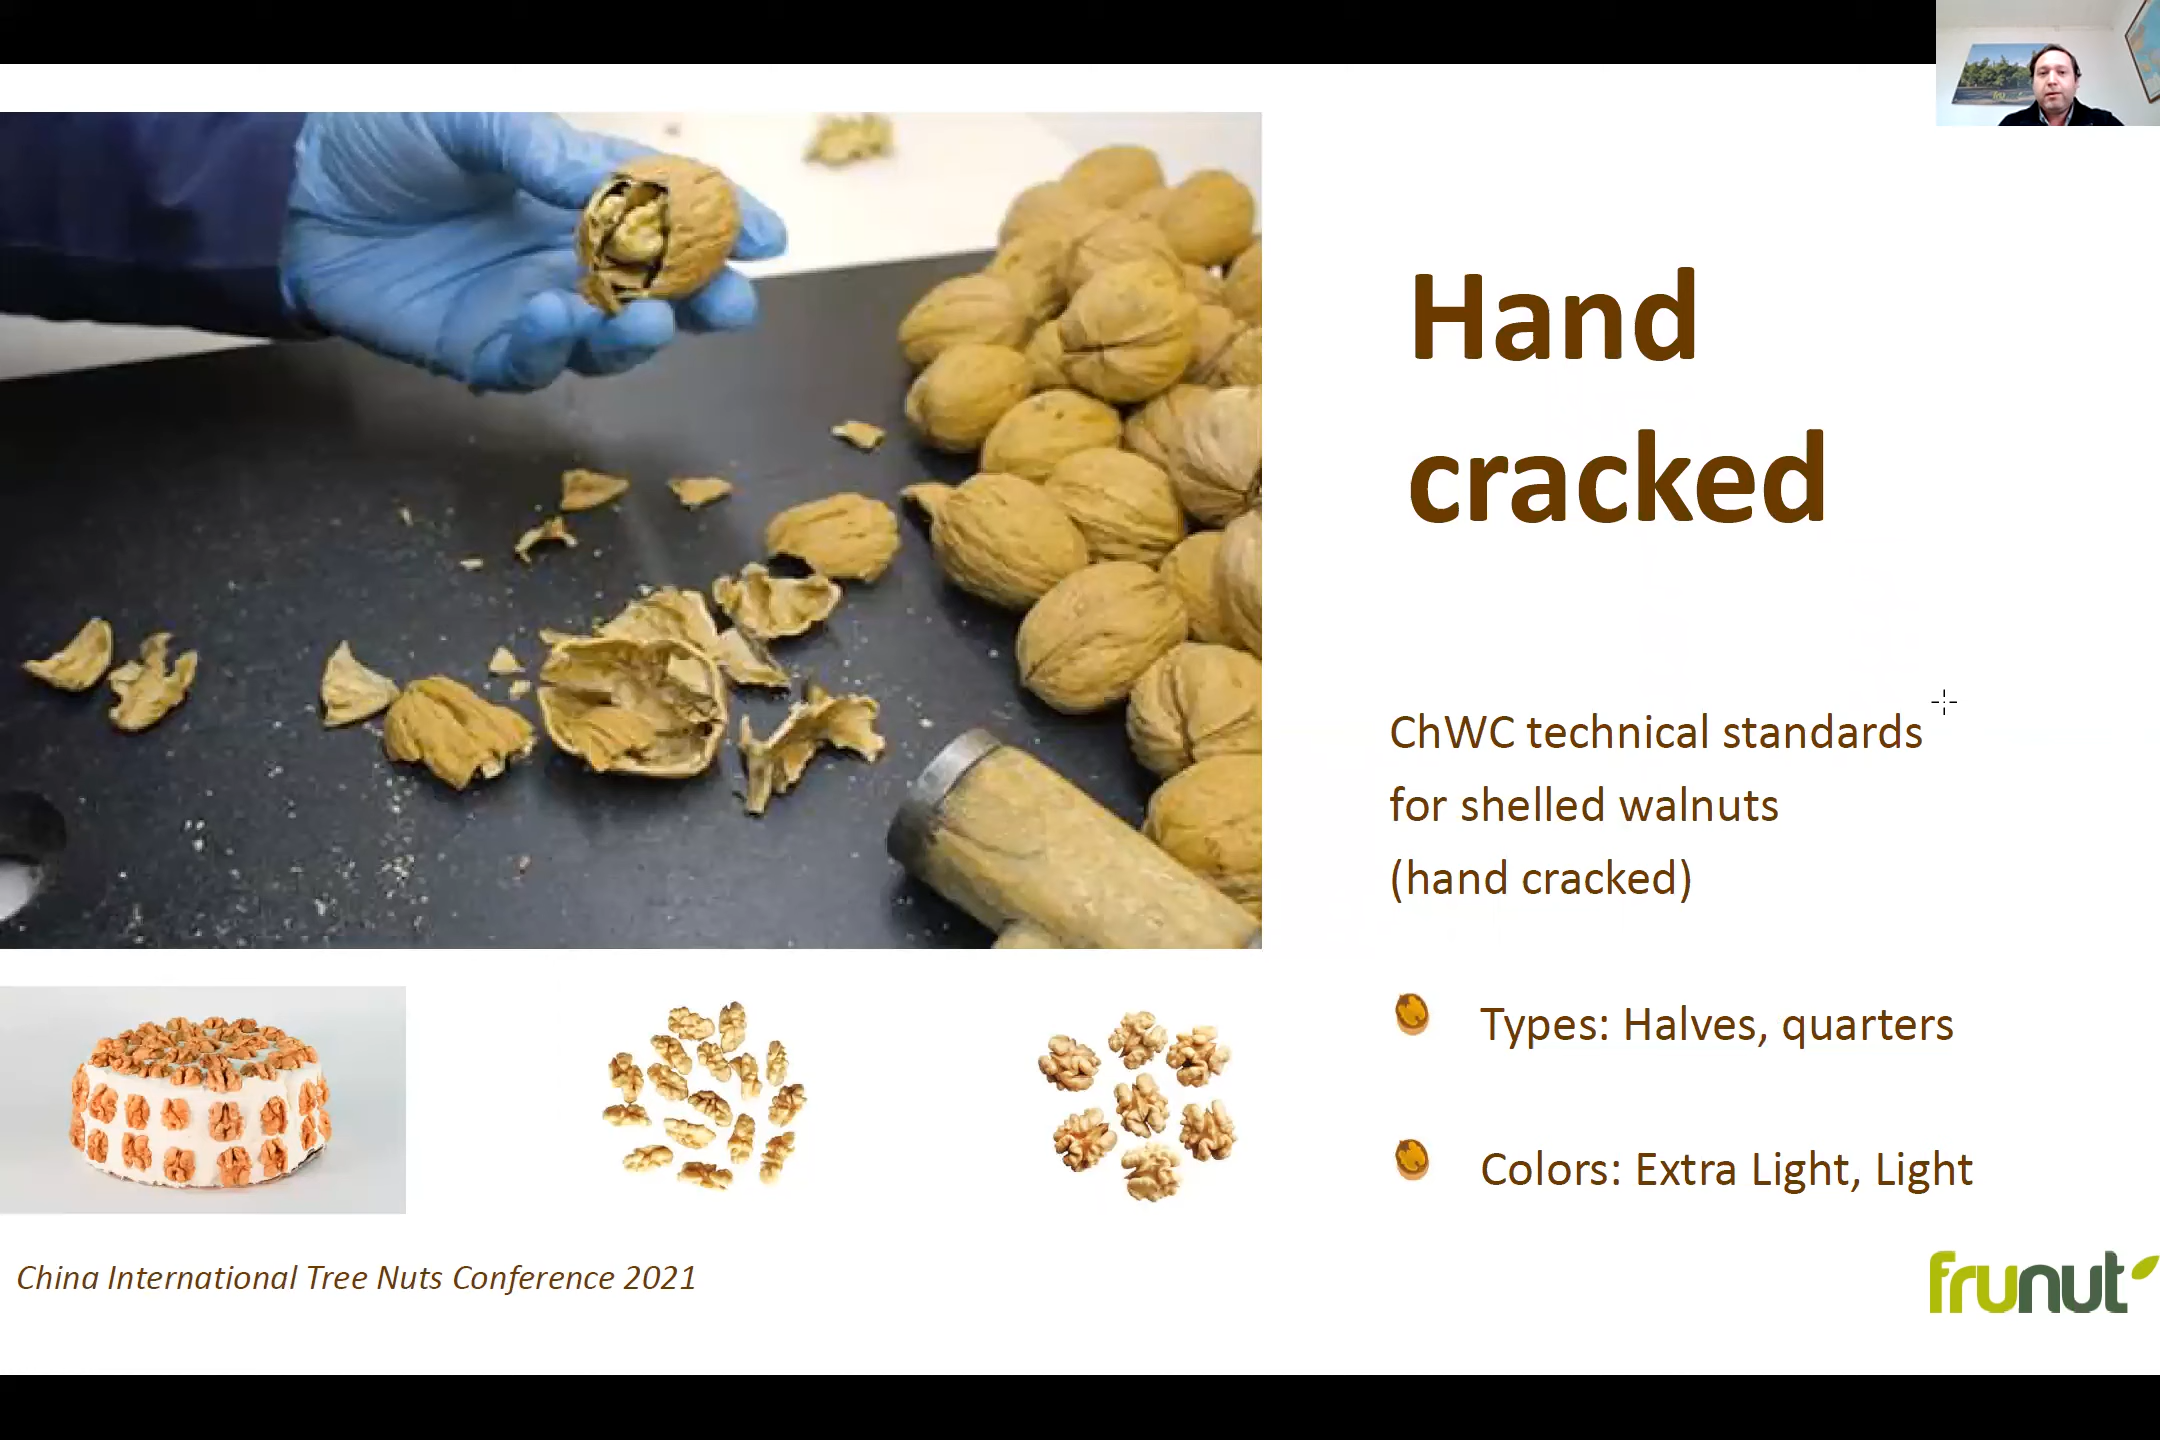 Hand
cracked
ChWC technical standards
for shelled walnuts
(hand cracked)
Types: Halves, quarters
Colors: Extra Light, Light
China International Tree Nuts Conference 2021
frunut